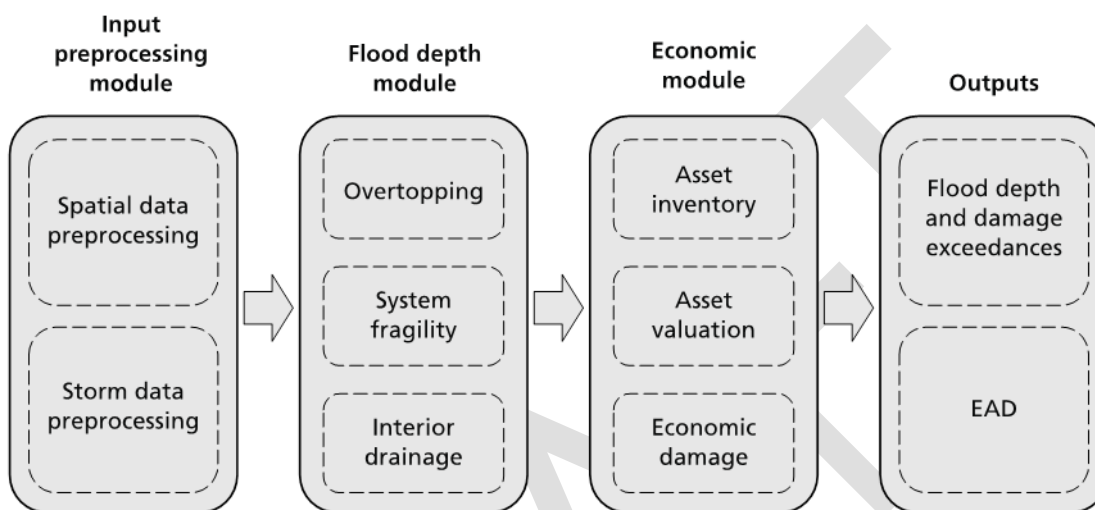 Input
preprocessing
module
Spatial data
preprocessing
Storm data
preprocessing
Flood depth
module
Overtopping
System
fragility
Interior
drainage
Economic
module
Asset
inventory
Asset
valuation
Economic
damage
Outputs
Flood depth
and damage
exceedances
EAD